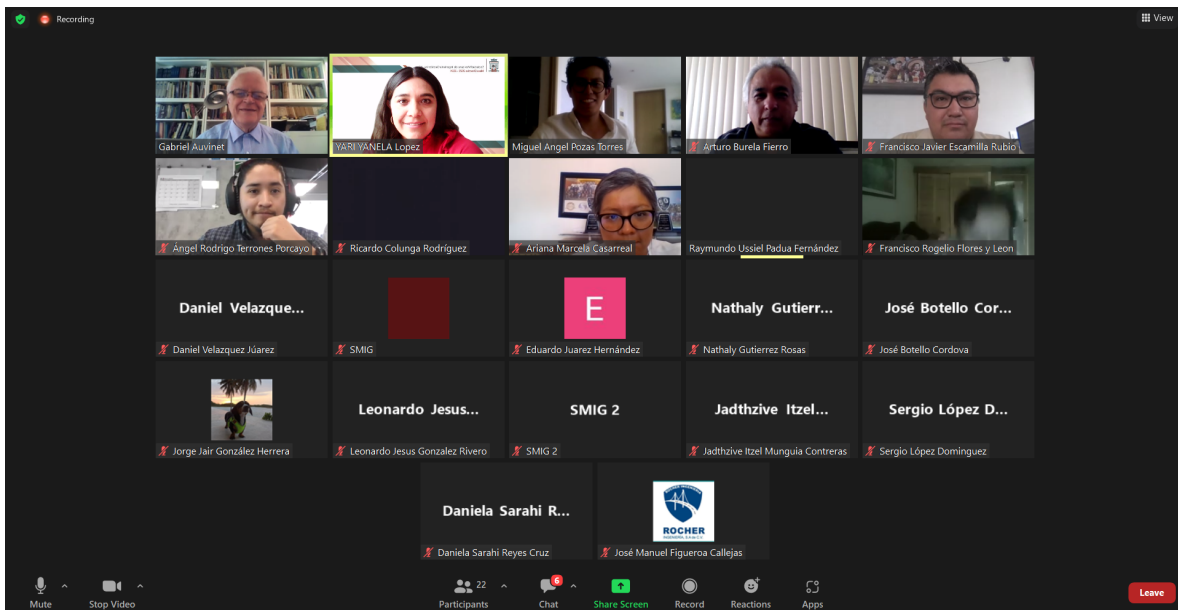 Recording
View
Gabriel Auvinet
YARI YANELA Lopez
Miguel Angel Pozas Torres
Arturo Burela Fierro
Francisco Javier Escamilla Rubio
Ángel Rodrigo Terrones Porcayo
Ricardo Colunga Rodríguez
Ariana Marcela Casarreal
Raymundo Ussiel Padua Fernández
Francisco Rogelio Flores y Leon
Daniel Velazque...
E
Nathaly Gutierr...
José Botello Cor...
Daniel Velazquez Júarez
SMIG
Eduardo Juarez Hernández
Nathaly Gutierrez Rosas
José Botello Cordova
Leonardo Jesus...
SMIG 2
Jadthzive Itzel...
Sergio López D...
Jorge Jair González Herrera
Leonardo Jesus Gonzalez Rivero
SMIG 2
Jadthzive Itzel Munguia Contreras
Sergio López Dominguez
Daniela Sarahi R...
ROCHER
Daniela Sarahi Reyes Cruz
José Manuel Figueroa Callejas
22
6
Mute
Stop Video
Participants
Chat
Share Screen
Record
Reactions
Apps
Leave